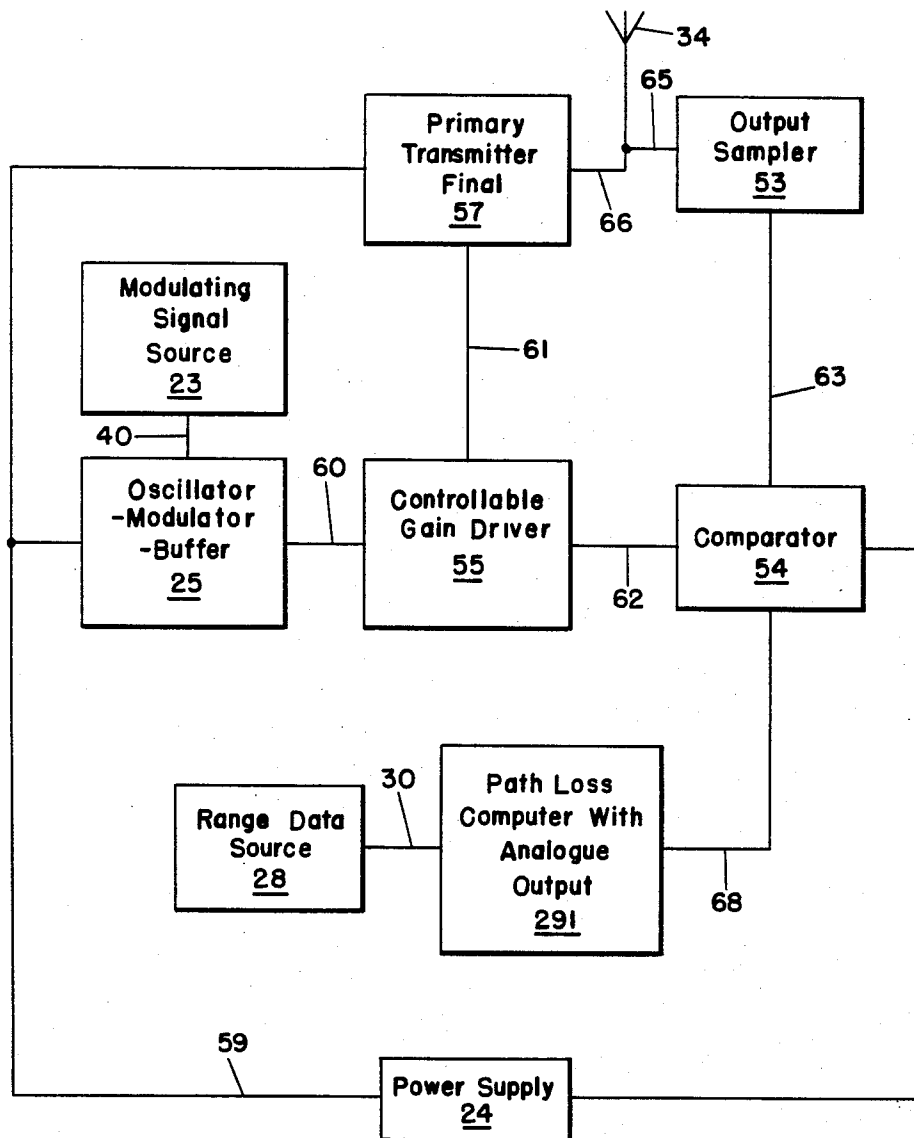 34
65
Primary
Transmitter
Final
57
Output
Sampler
53
66
Modulating
Signal
Source
23
61
63
40
60
Oscillator
-Modulator
-Buffer
25
Controllable
Gain Driver
55
62
Comparator
54
30
Range Data
Source
28
Path Loss
Computer With
Analogue
Output
291
68
59
Power Supply
24